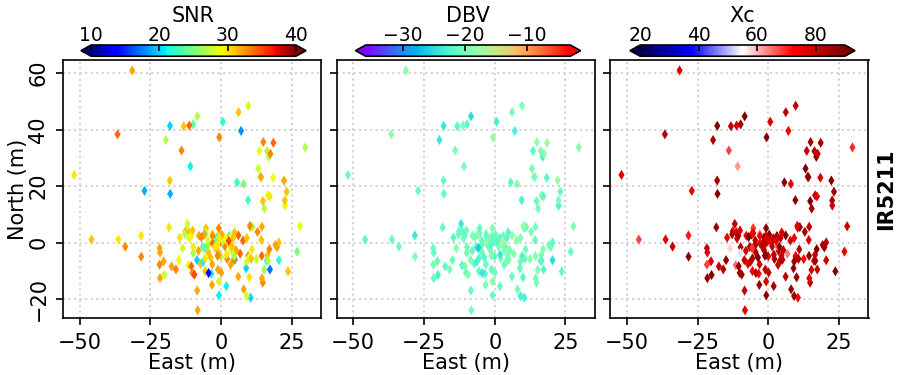 SNR DBV Xc
10 20 30 40 −30 −20 −10 20 40 60 80
60
40
20
0
−20
North (m)
IR5211
−50 −25 0 25 −50 −25 0 25 −50 −25 0 25
East (m) East (m) East (m)